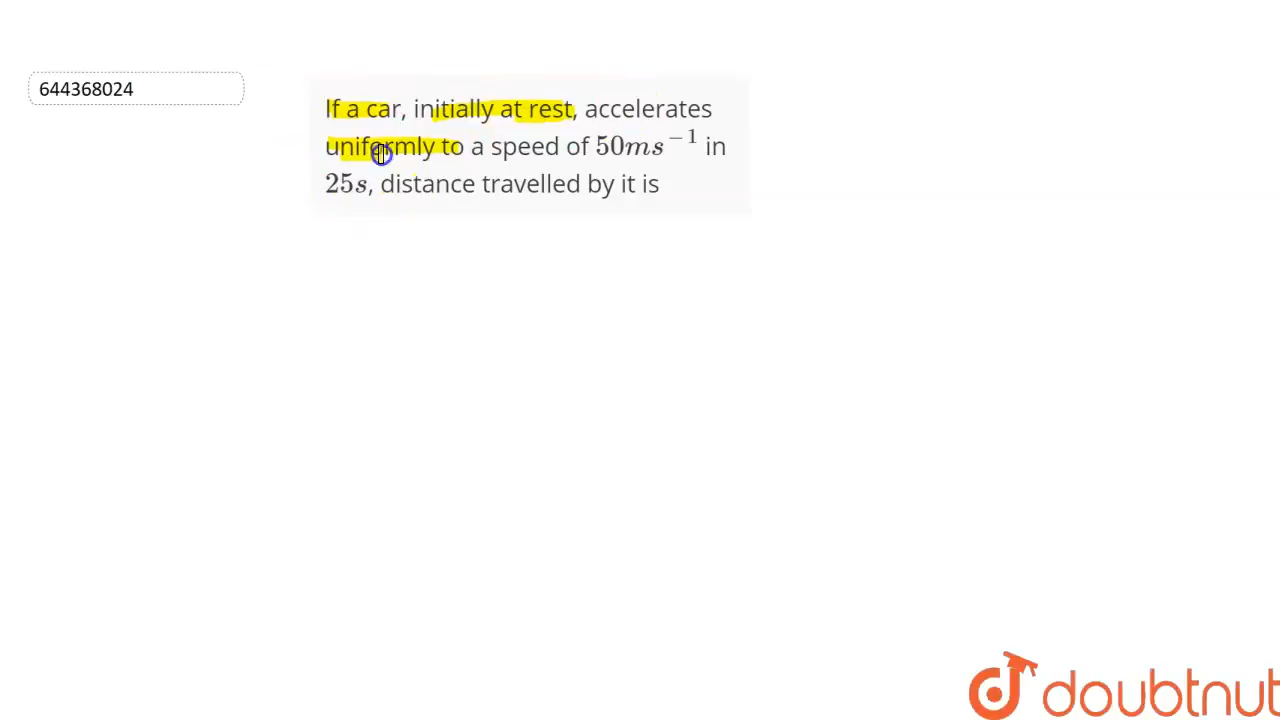 644368024
If a car, initially at rest, accelerates
uniformly to a speed of 50ms⁻¹ in
25s, distance travelled by it is
doubtnut